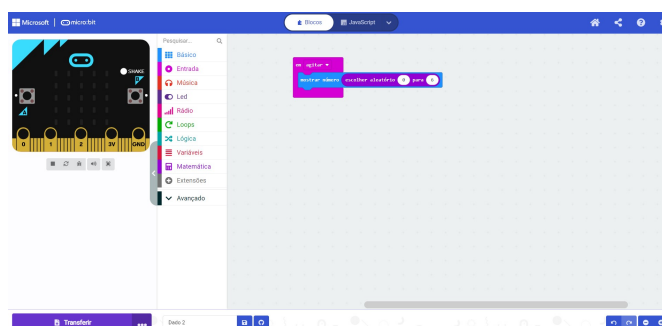 Microsoft micro:bit
Blocos
JavaScript
SHAKE
0 1 2 3V GND
Pesquisar...
Básico
Entrada
Música
Led
Rádio
Loops
Lógica
Variáveis
Matemática
Extensões
Avançado
em agitar
mostrar número escolher aleatório 0 para 6
Transferir
Dado 2